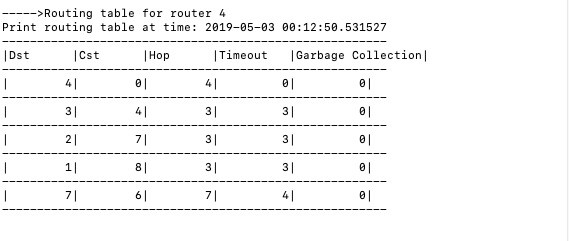 ----->Routing table for router 4
Print routing table at time: 2019-05-03 00:12:50.531527
-------------------------------------------------------
|Dst      |Cst      |Hop      |Timeout   |Garbage Collection|
-------------------------------------------------------
|        4|        0|        4|         0|         0|
-------------------------------------------------------
|        3|        4|        3|         3|         0|
-------------------------------------------------------
|        2|        7|        3|         3|         0|
-------------------------------------------------------
|        1|        8|        3|         3|         0|
-------------------------------------------------------
|        7|        6|        7|         4|         0|
-------------------------------------------------------